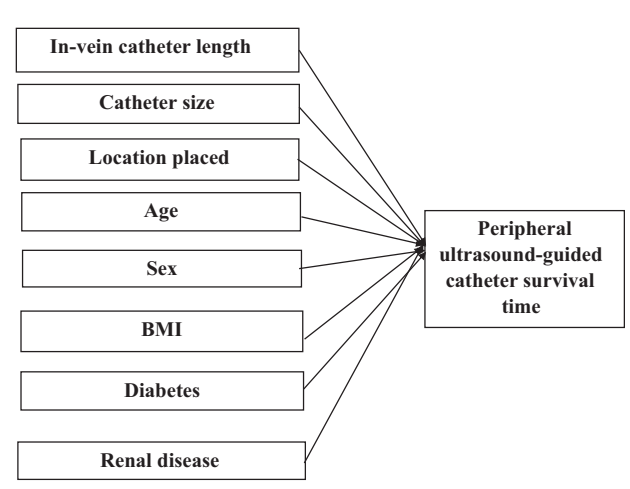 In-vein catheter length
Catheter size
Location placed
Age
Sex
BMI
Diabetes
Renal disease
Peripheral
ultrasound-guided
catheter survival
time